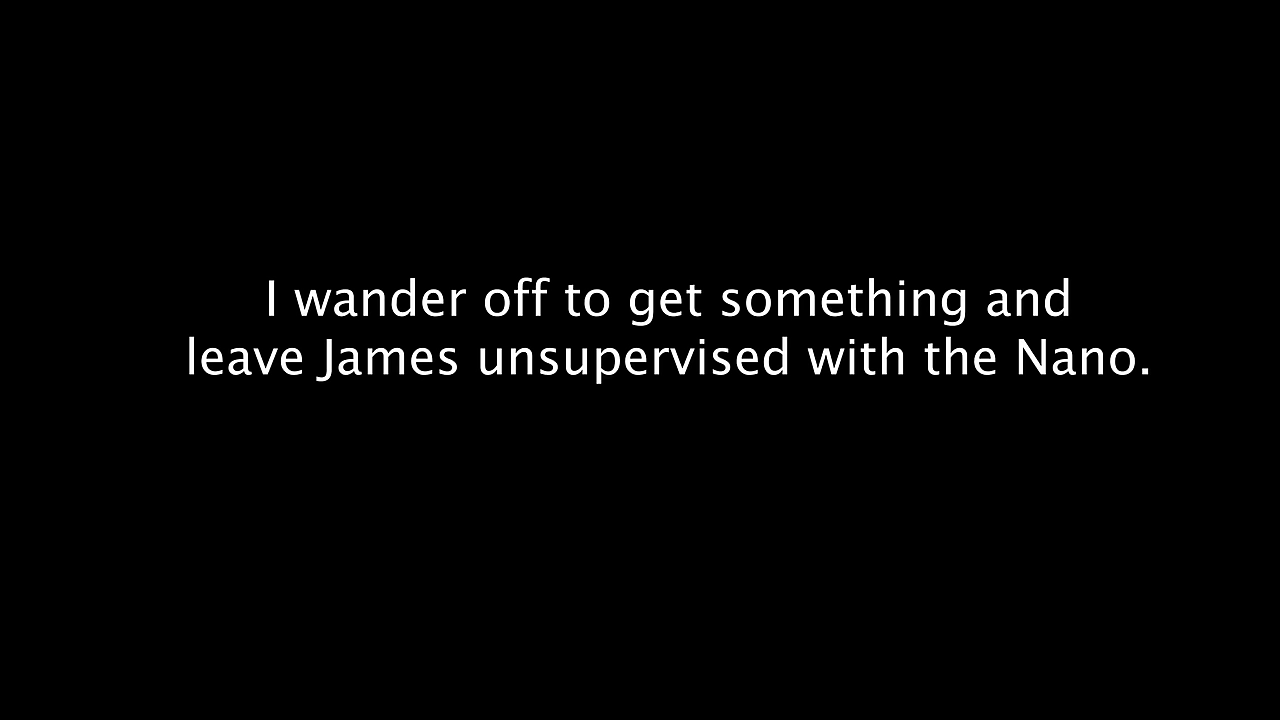 I wander off to get something and
leave James unsupervised with the Nano.